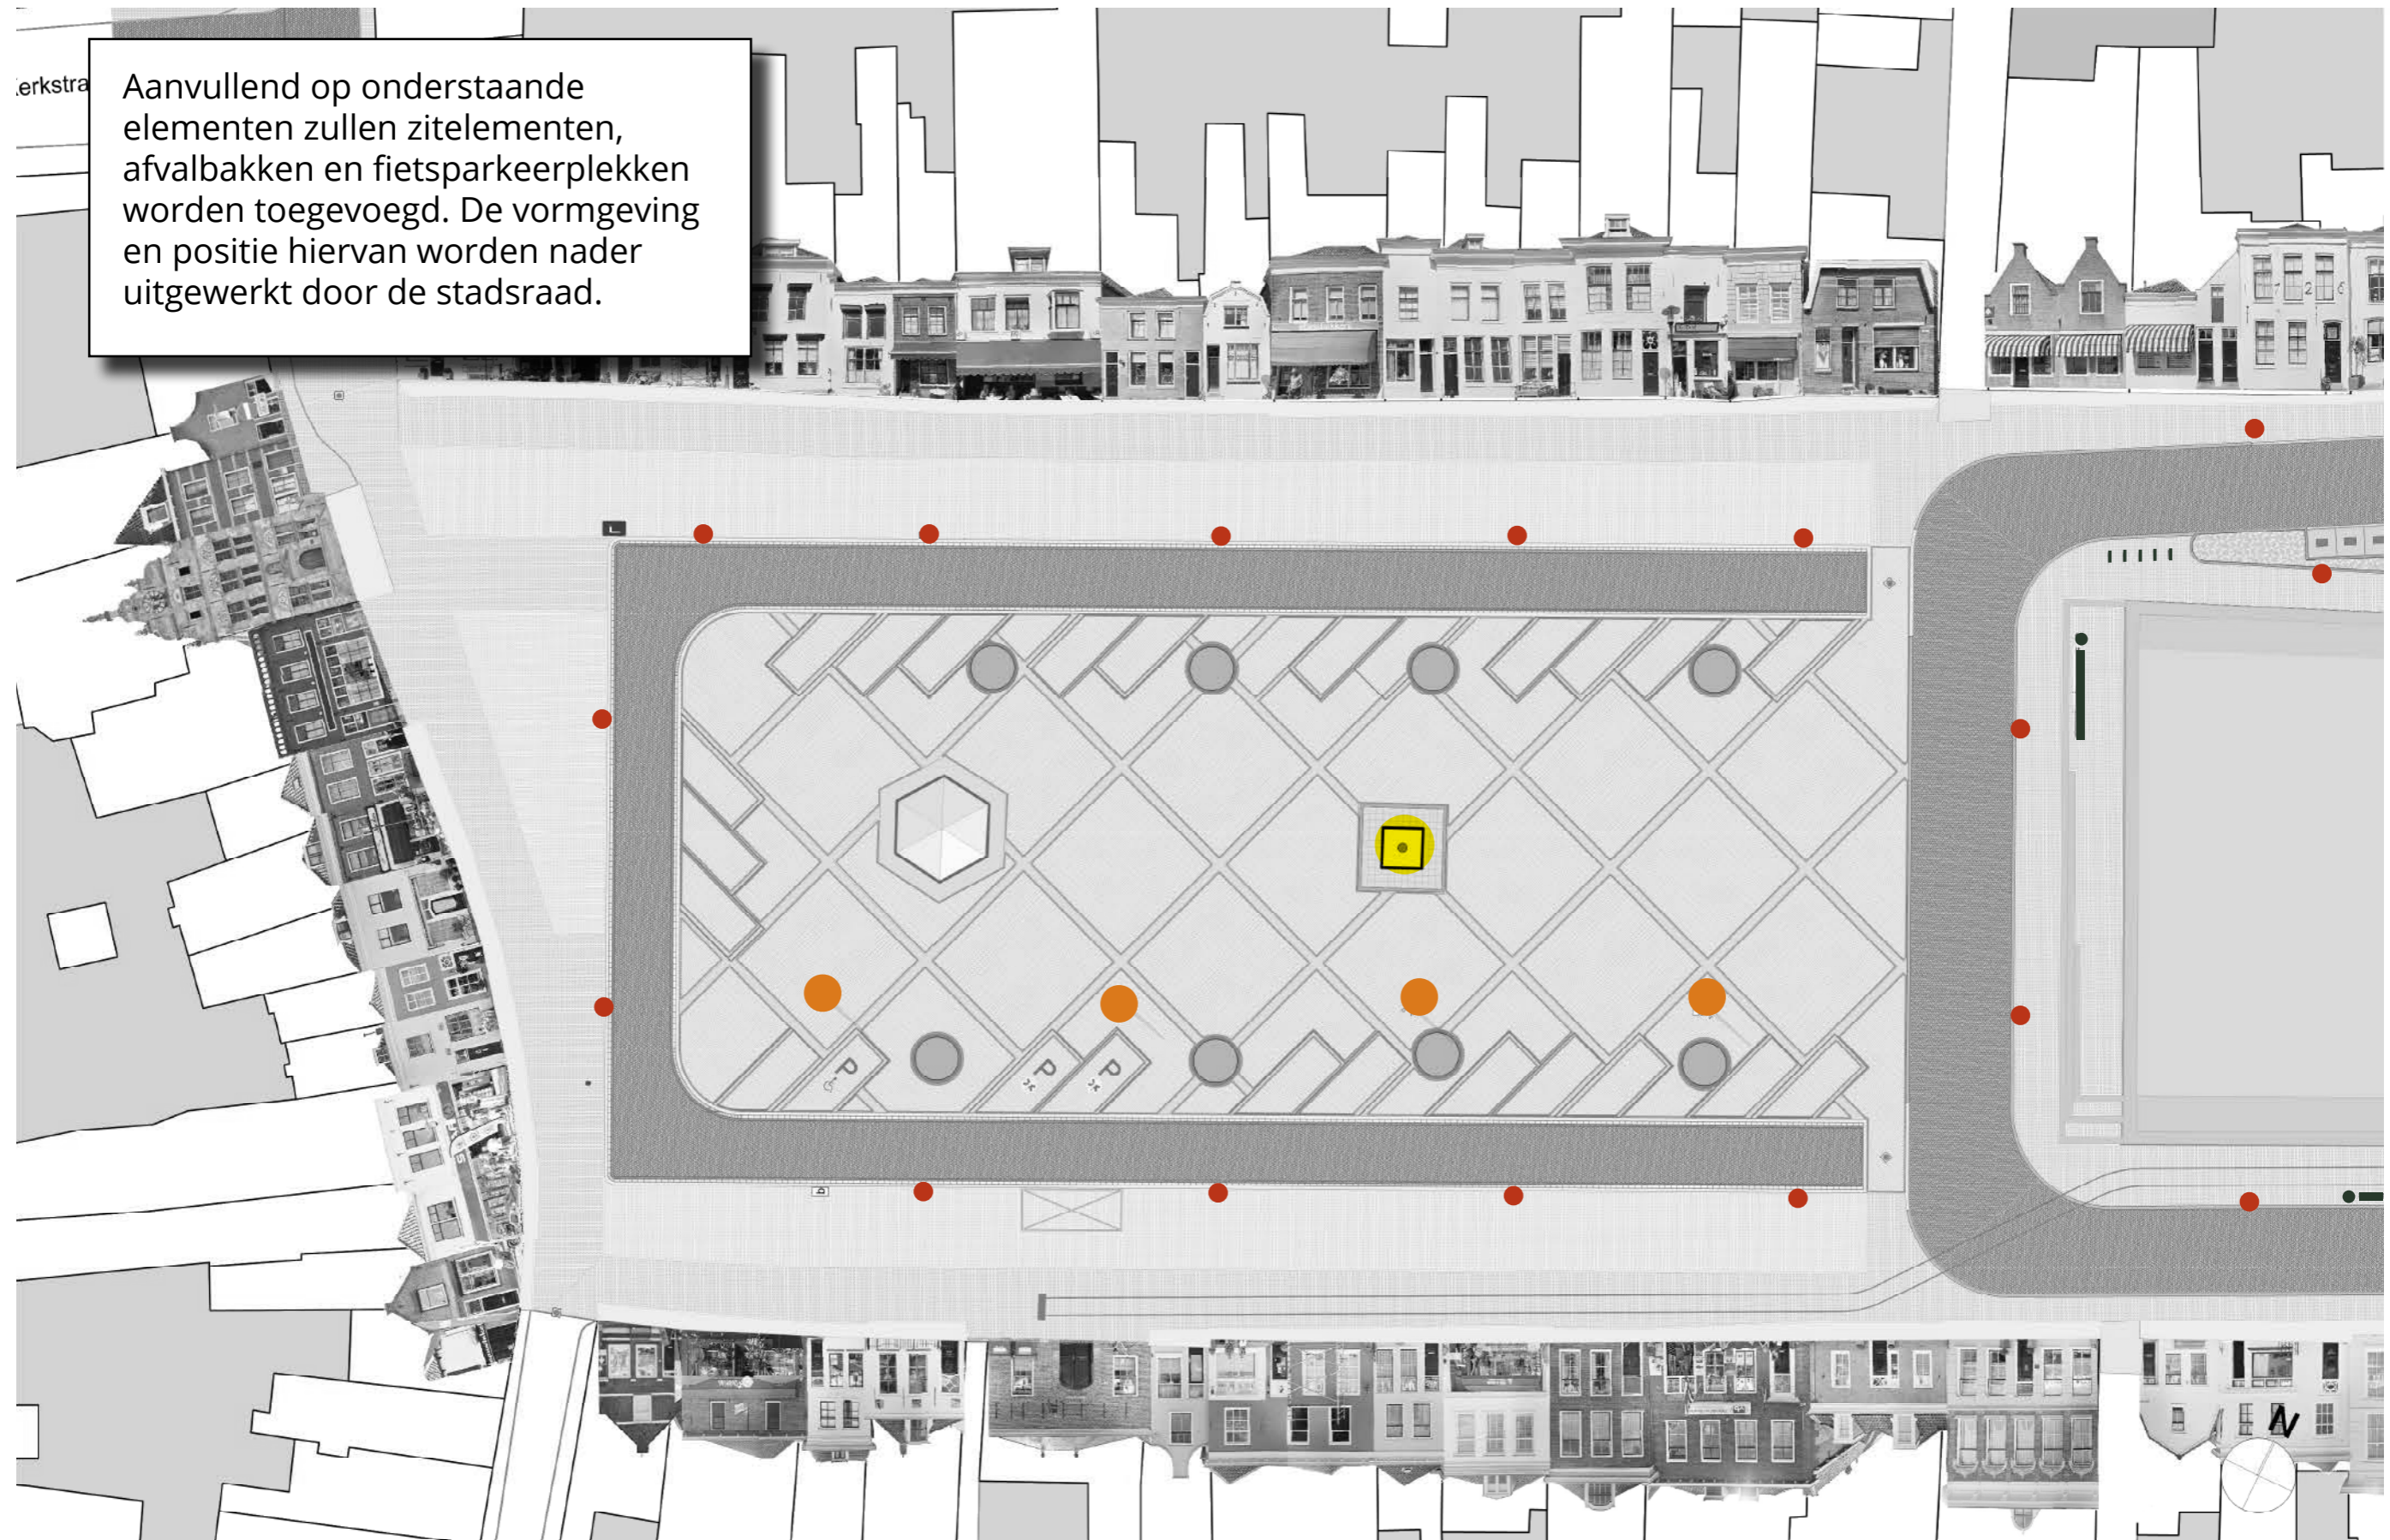 erkstra
Aanvullend op onderstaande
elementen zullen zitelementen,
afvalbakken en fietsparkeerplekken
worden toegevoegd. De vormgeving
en positie hiervan worden nader
uitgewerkt door de stadsraad.
P
P
P
b
N